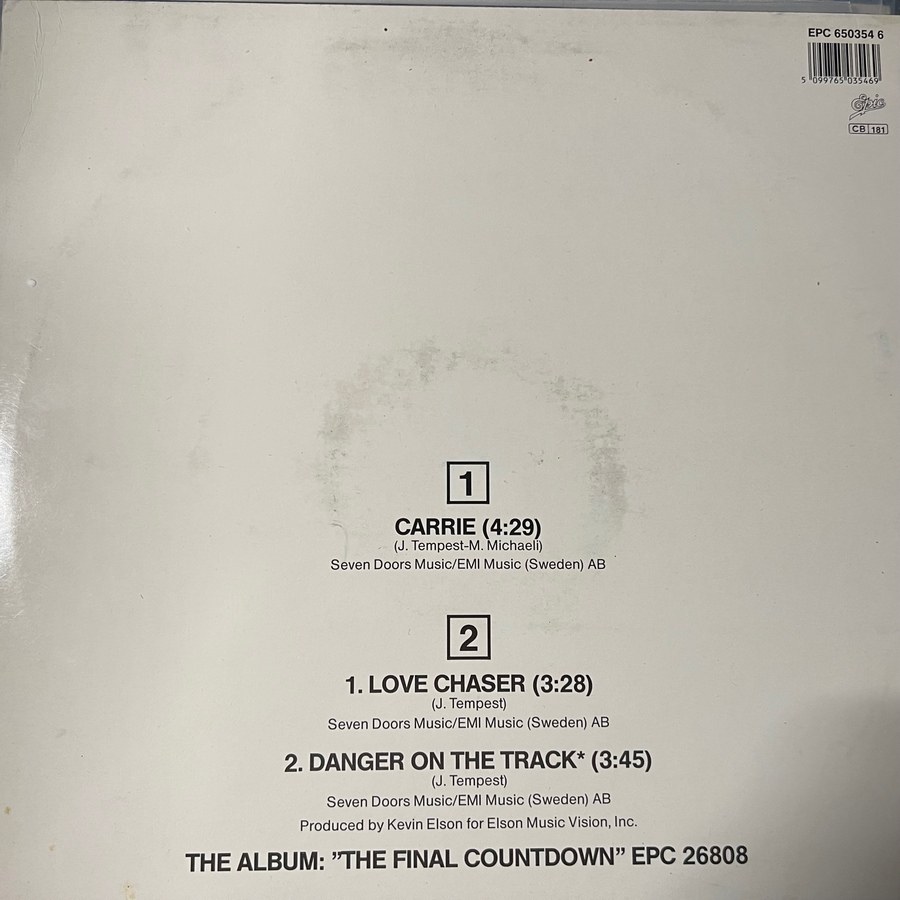 EPC 650354 6
5 099765 035469
Epic
CB 181
1
CARRIE (4:29)
(J. Tempest-M. Michaeli)
Seven Doors Music/EMI Music (Sweden) AB
2
1. LOVE CHASER (3:28)
(J. Tempest)
Seven Doors Music/EMI Music (Sweden) AB
2. DANGER ON THE TRACK* (3:45)
(J. Tempest)
Seven Doors Music/EMI Music (Sweden) AB
Produced by Kevin Elson for Elson Music Vision, Inc.
THE ALBUM: ”THE FINAL COUNTDOWN” EPC 26808